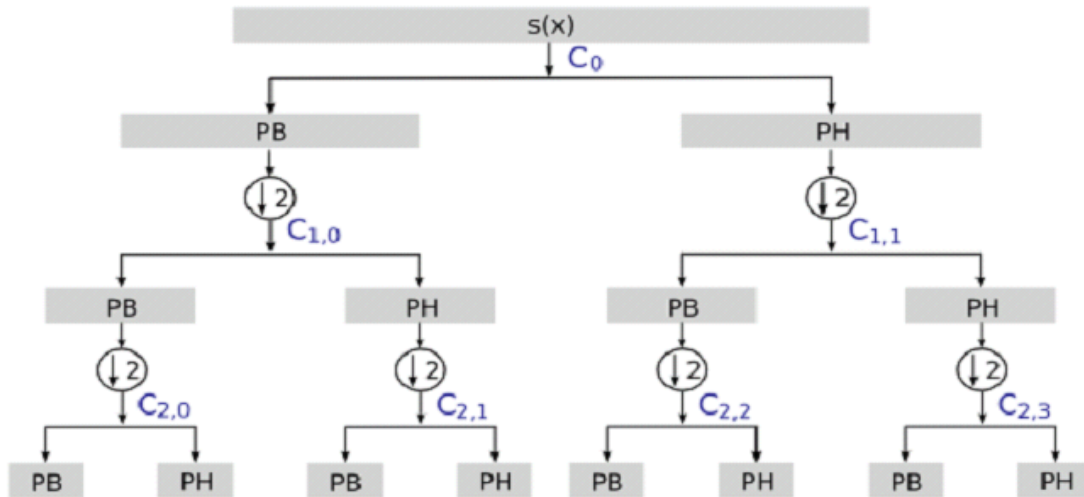 s(x)
C0
PB PH
↓2 ↓2
C1,0 C1,1
PB PH PB PH
↓2 ↓2 ↓2 ↓2
C2,0 C2,1 C2,2 C2,3
PB PH PB PH PB PH PB PH